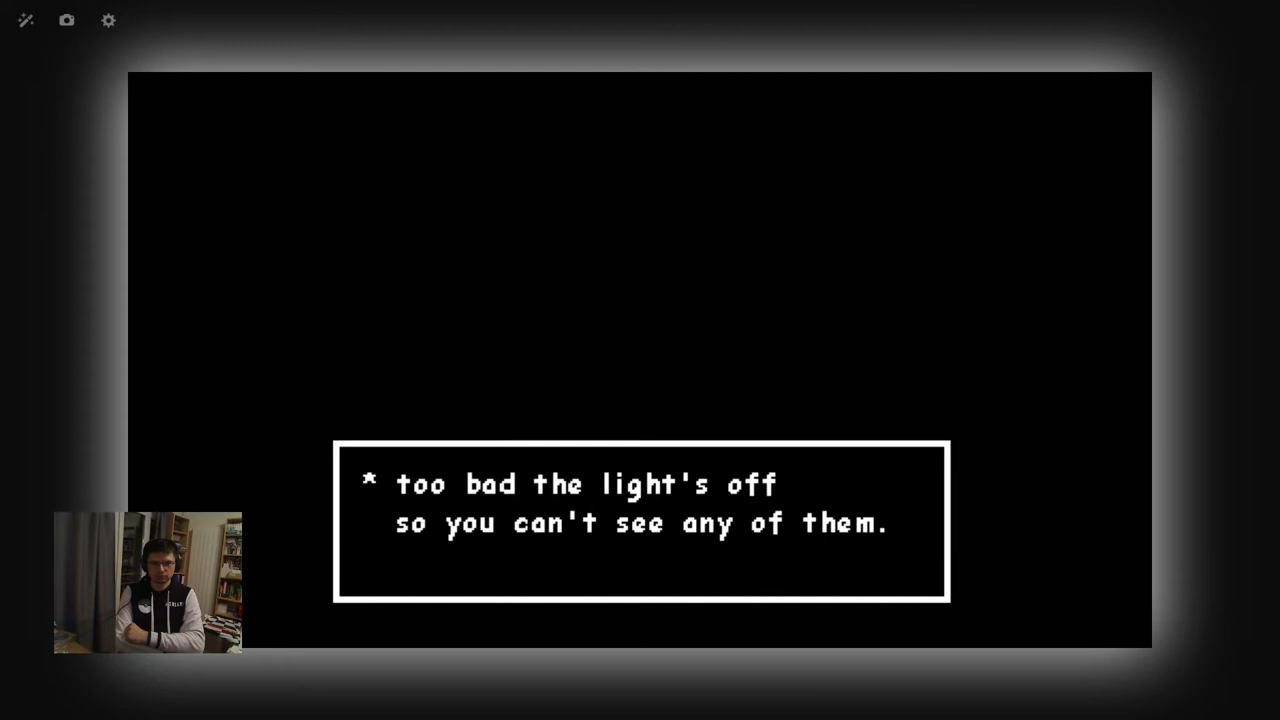 * too bad the light's off
so you can't see any of them.